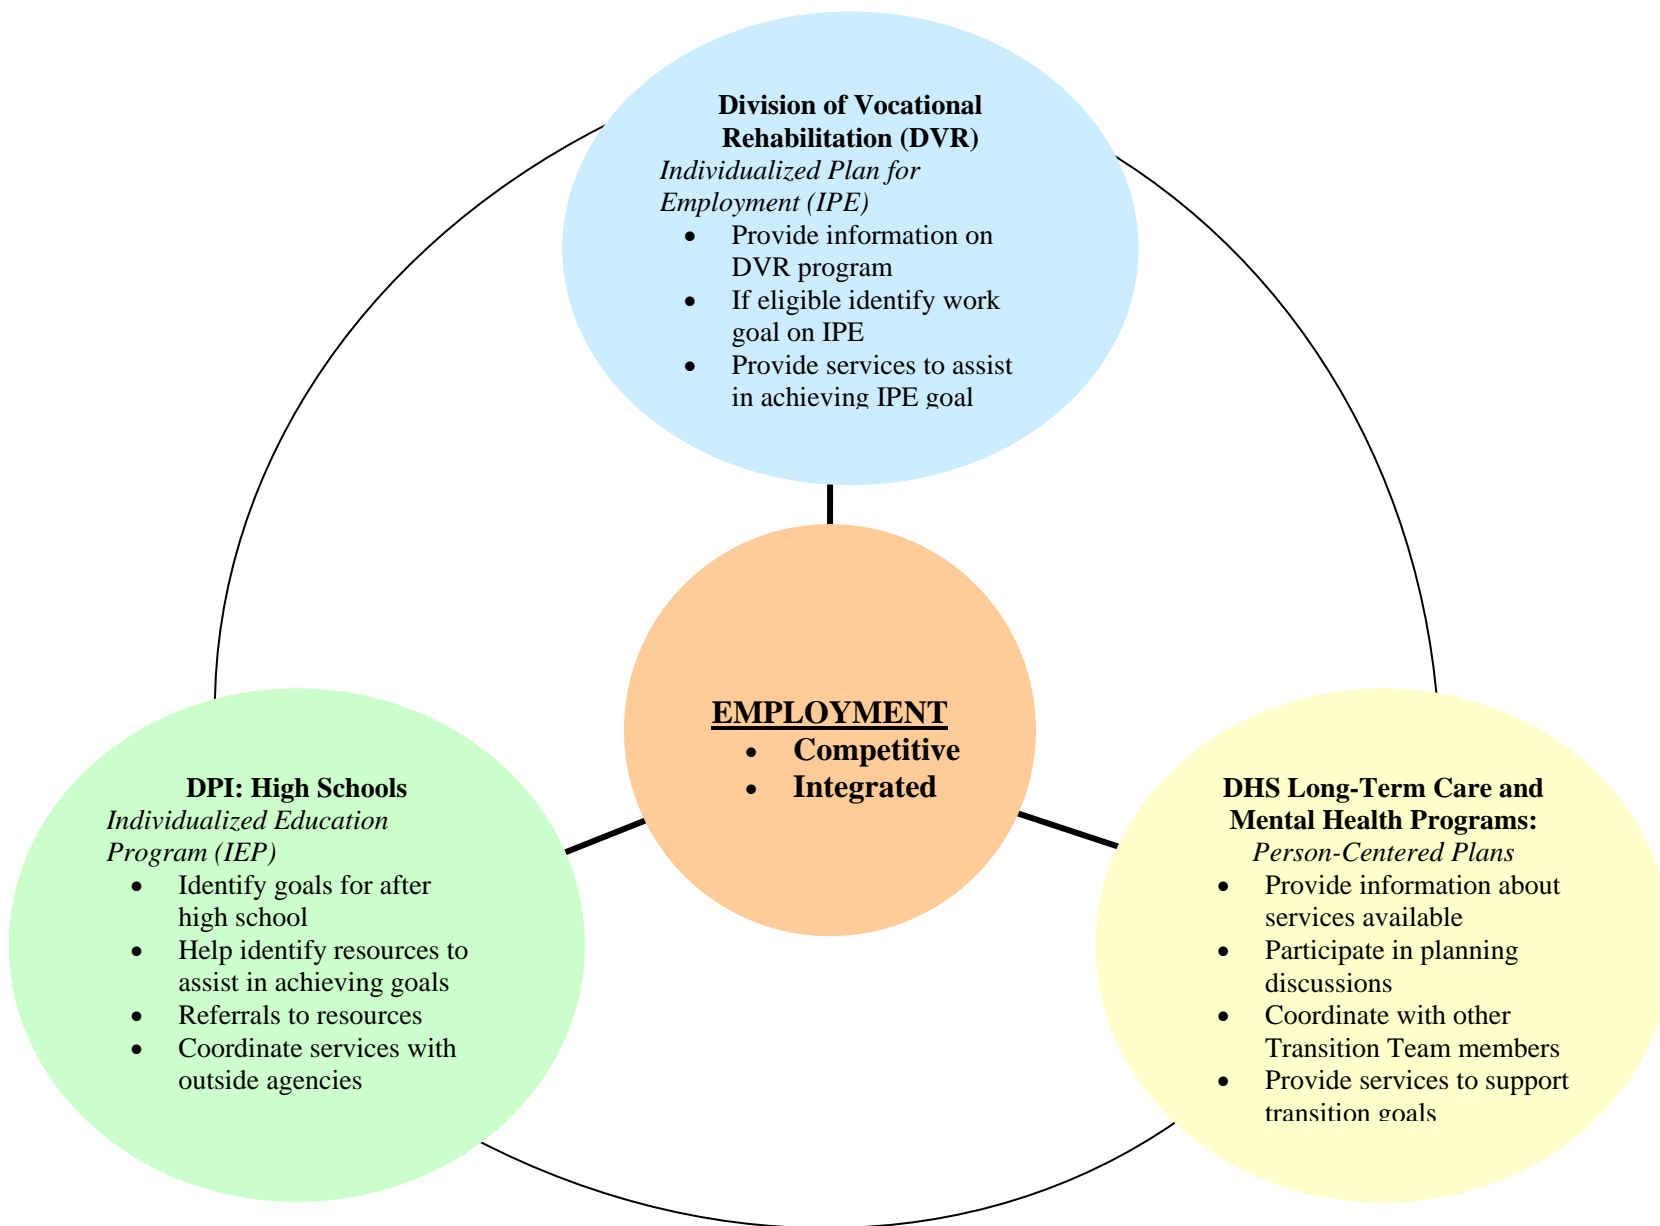 Division of Vocational
Rehabilitation (DVR)
Individualized Plan for
Employment (IPE)
• Provide information on
DVR program
• If eligible identify work
goal on IPE
• Provide services to assist
in achieving IPE goal
EMPLOYMENT
• Competitive
• Integrated
DPI: High Schools
Individualized Education
Program (IEP)
• Identify goals for after
high school
• Help identify resources to
assist in achieving goals
• Referrals to resources
• Coordinate services with
outside agencies
DHS Long-Term Care and
Mental Health Programs:
Person-Centered Plans
• Provide information about
services available
• Participate in planning
discussions
• Coordinate with other
Transition Team members
• Provide services to support
transition goals